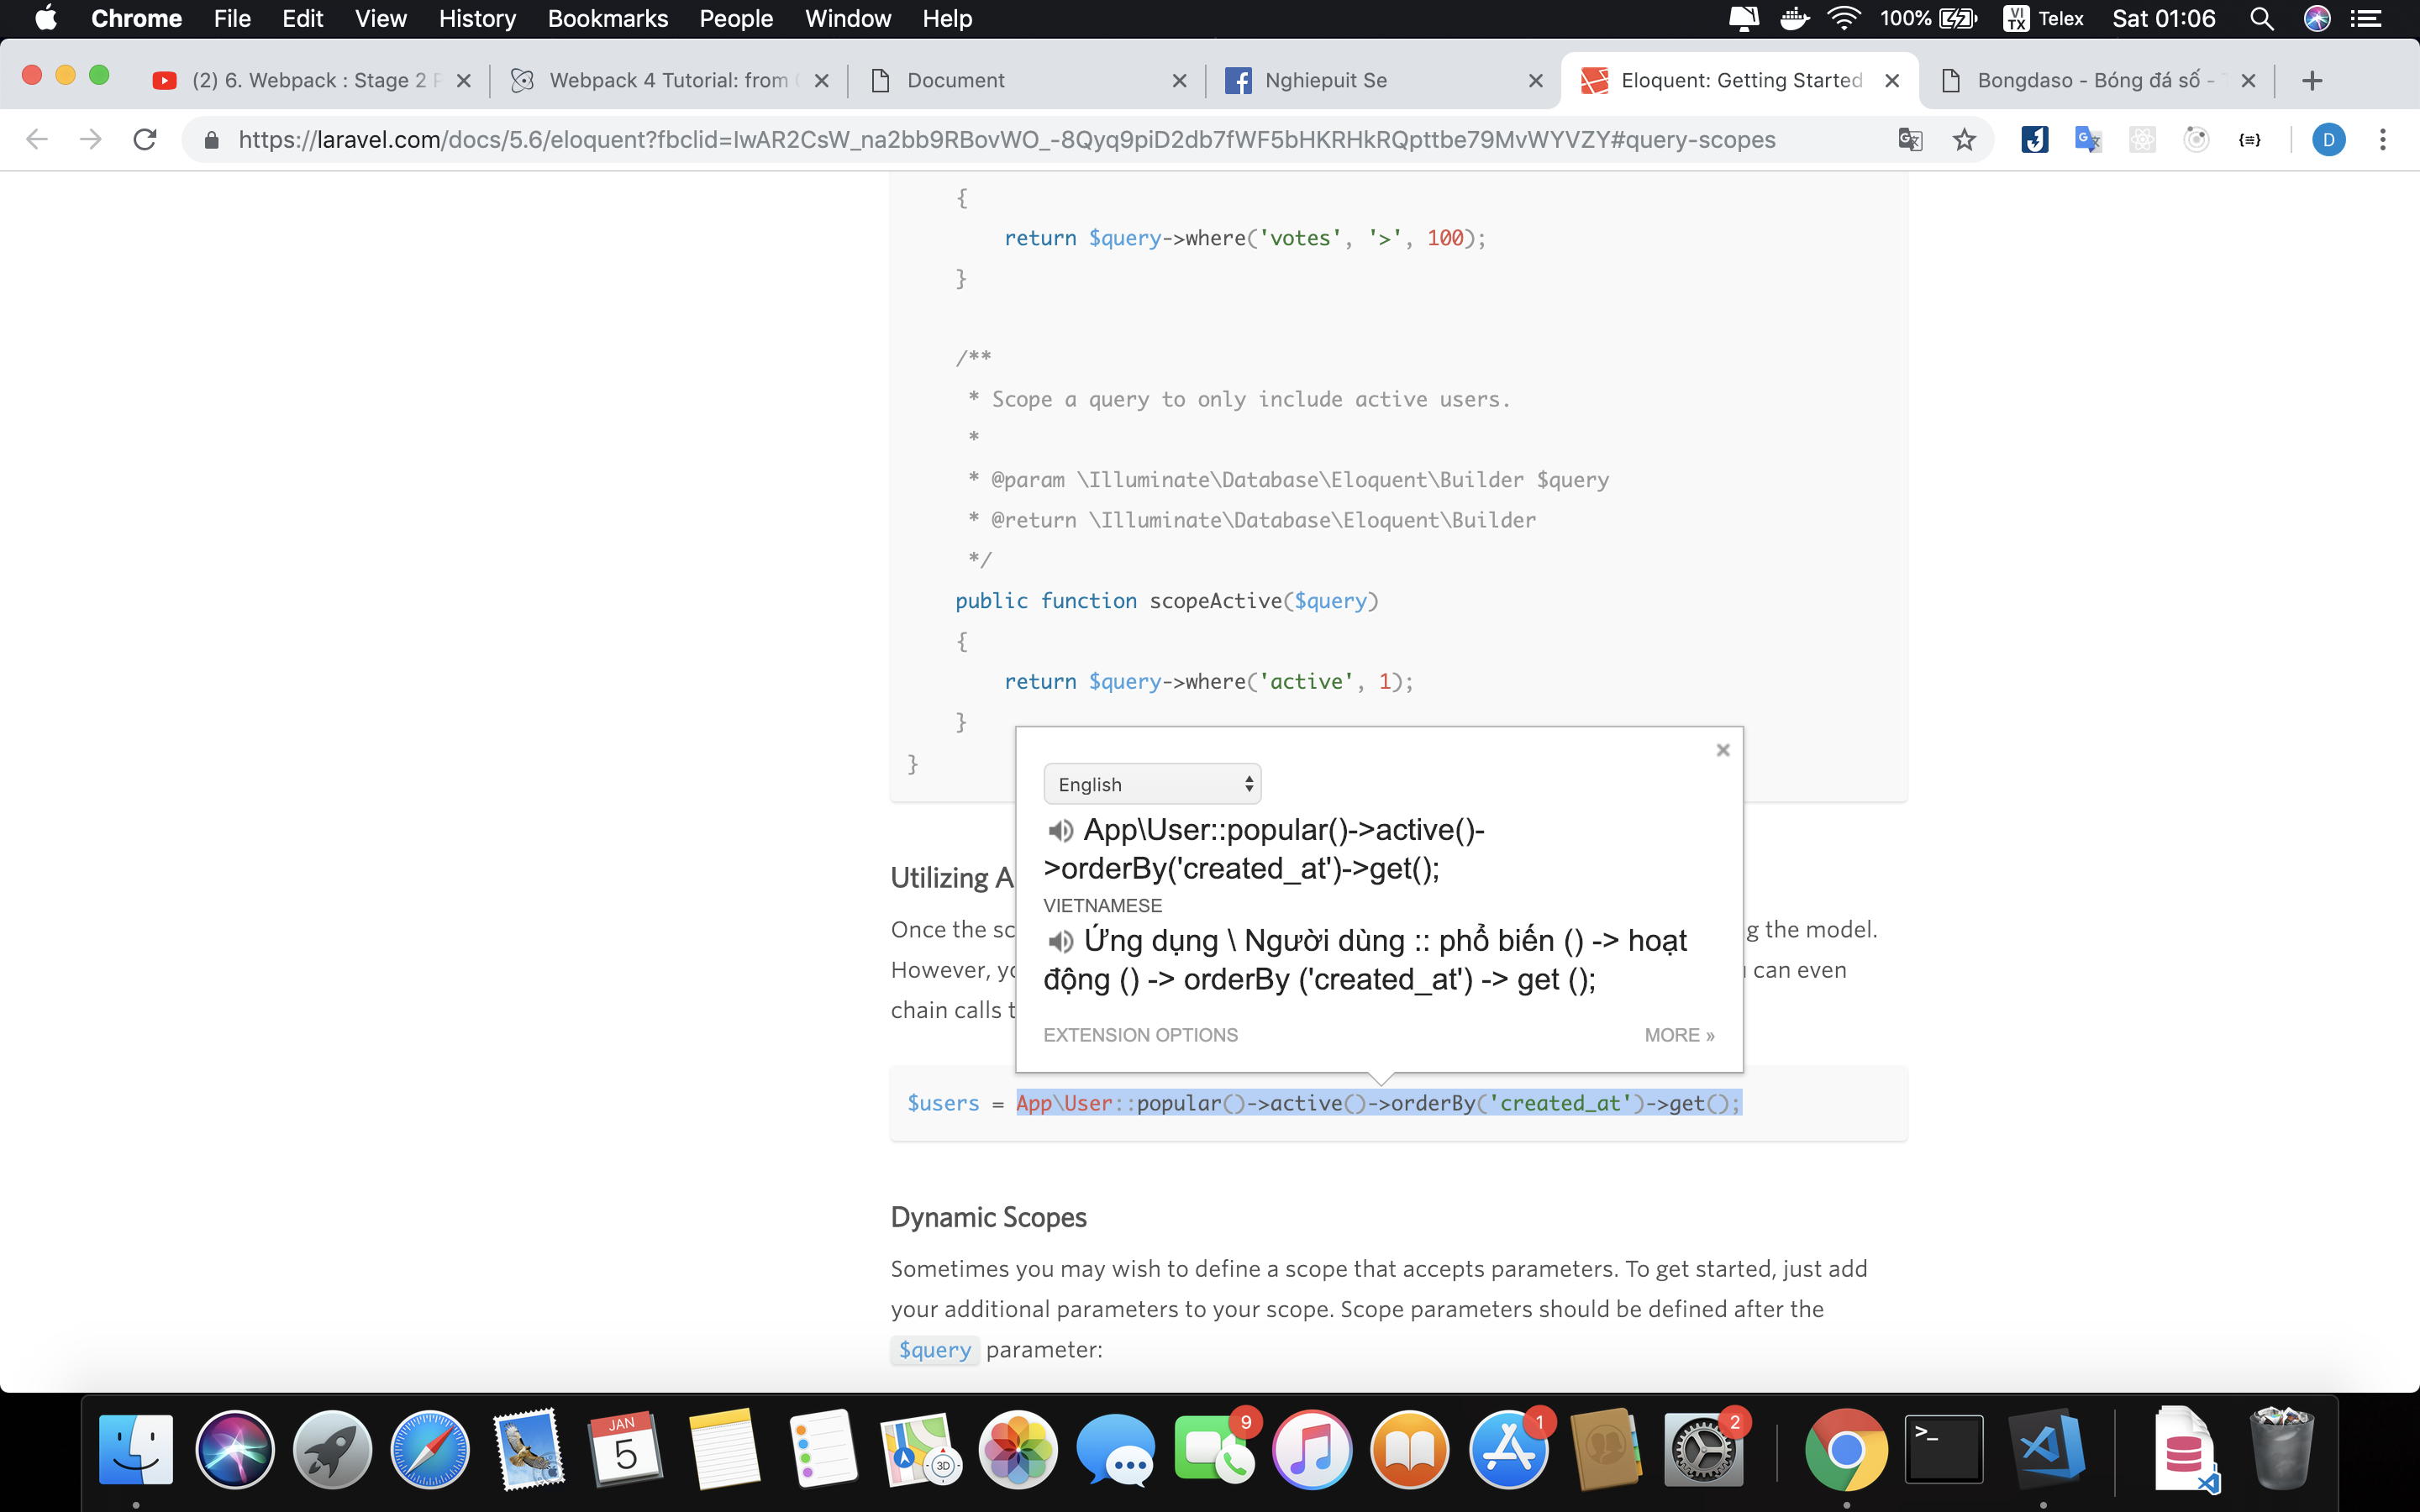 Chrome File Edit View History Bookmarks People Window Help 100% VI TX Telex Sat 01:06
(2) 6. Webpack : Stage 2 Webpack 4 Tutorial: from Document Nghiepuit Se Eloquent: Getting Started Bongdaso - Bóng đá số -
https://laravel.com/docs/5.6/eloquent?fbclid=IwAR2CsW_na2bb9RBovWO_-8Qyq9piD2db7fWF5bHKRHkRQpttbe79MvWYVZY#query-scopes D
{
return $query->where('votes', '>', 100);
}
/**
* Scope a query to only include active users.
*
* @param \Illuminate\Database\Eloquent\Builder $query
* @return \Illuminate\Database\Eloquent\Builder
*/
public function scopeActive($query)
{
return $query->where('active', 1);
}
}
English
App\User::popular()->active()-
>orderBy('created_at')->get();
VIETNAMESE
Ứng dụng \ Người dùng :: phổ biến () -> hoạt
động () -> orderBy ('created_at') -> get ();
EXTENSION OPTIONS MORE »
Utilizing A
Once the sc g the model.
However, yo can even
chain calls t
$users = App\User::popular()->active()->orderBy('created_at')->get();
Dynamic Scopes
Sometimes you may wish to define a scope that accepts parameters. To get started, just add
your additional parameters to your scope. Scope parameters should be defined after the
$query parameter:
JAN
5
3D
9
1
2
>_